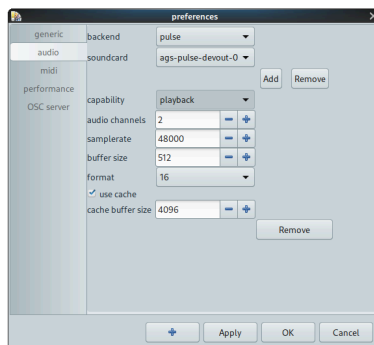 preferences
generic
audio
midi
performance
OSC server
backend pulse
soundcard ags-pulse-devout-0
Add Remove
capability playback
audio channels 2
samplerate 48000
buffer size 512
format 16
use cache
cache buffer size 4096
Remove
Apply OK Cancel